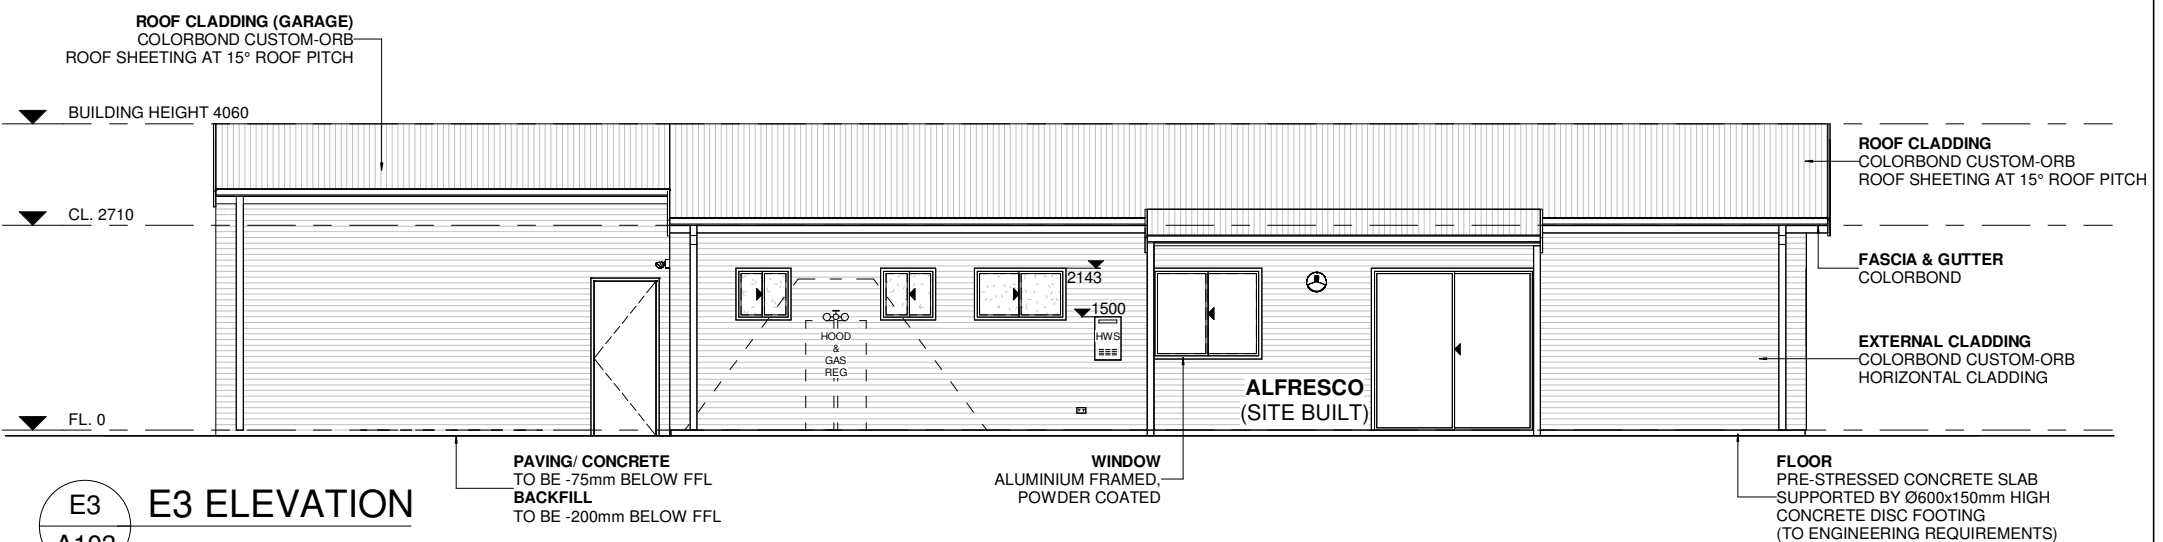 ROOF CLADDING (GARAGE)
COLORBOND CUSTOM-ORB
ROOF SHEETING AT 15° ROOF PITCH
BUILDING HEIGHT 4060
CL. 2710
FL. 0
ROOF CLADDING
COLORBOND CUSTOM-ORB
ROOF SHEETING AT 15° ROOF PITCH
FASCIA & GUTTER
COLORBOND
EXTERNAL CLADDING
COLORBOND CUSTOM-ORB
HORIZONTAL CLADDING
2143
1500
HWS
HOOD
&
GAS
REG
ALFRESCO
(SITE BUILT)
PAVING/ CONCRETE
TO BE -75mm BELOW FFL
BACKFILL
TO BE -200mm BELOW FFL
WINDOW
ALUMINIUM FRAMED,
POWDER COATED
FLOOR
PRE-STRESSED CONCRETE SLAB
SUPPORTED BY Ø600x150mm HIGH
CONCRETE DISC FOOTING
(TO ENGINEERING REQUIREMENTS)
E3
A102
E3 ELEVATION